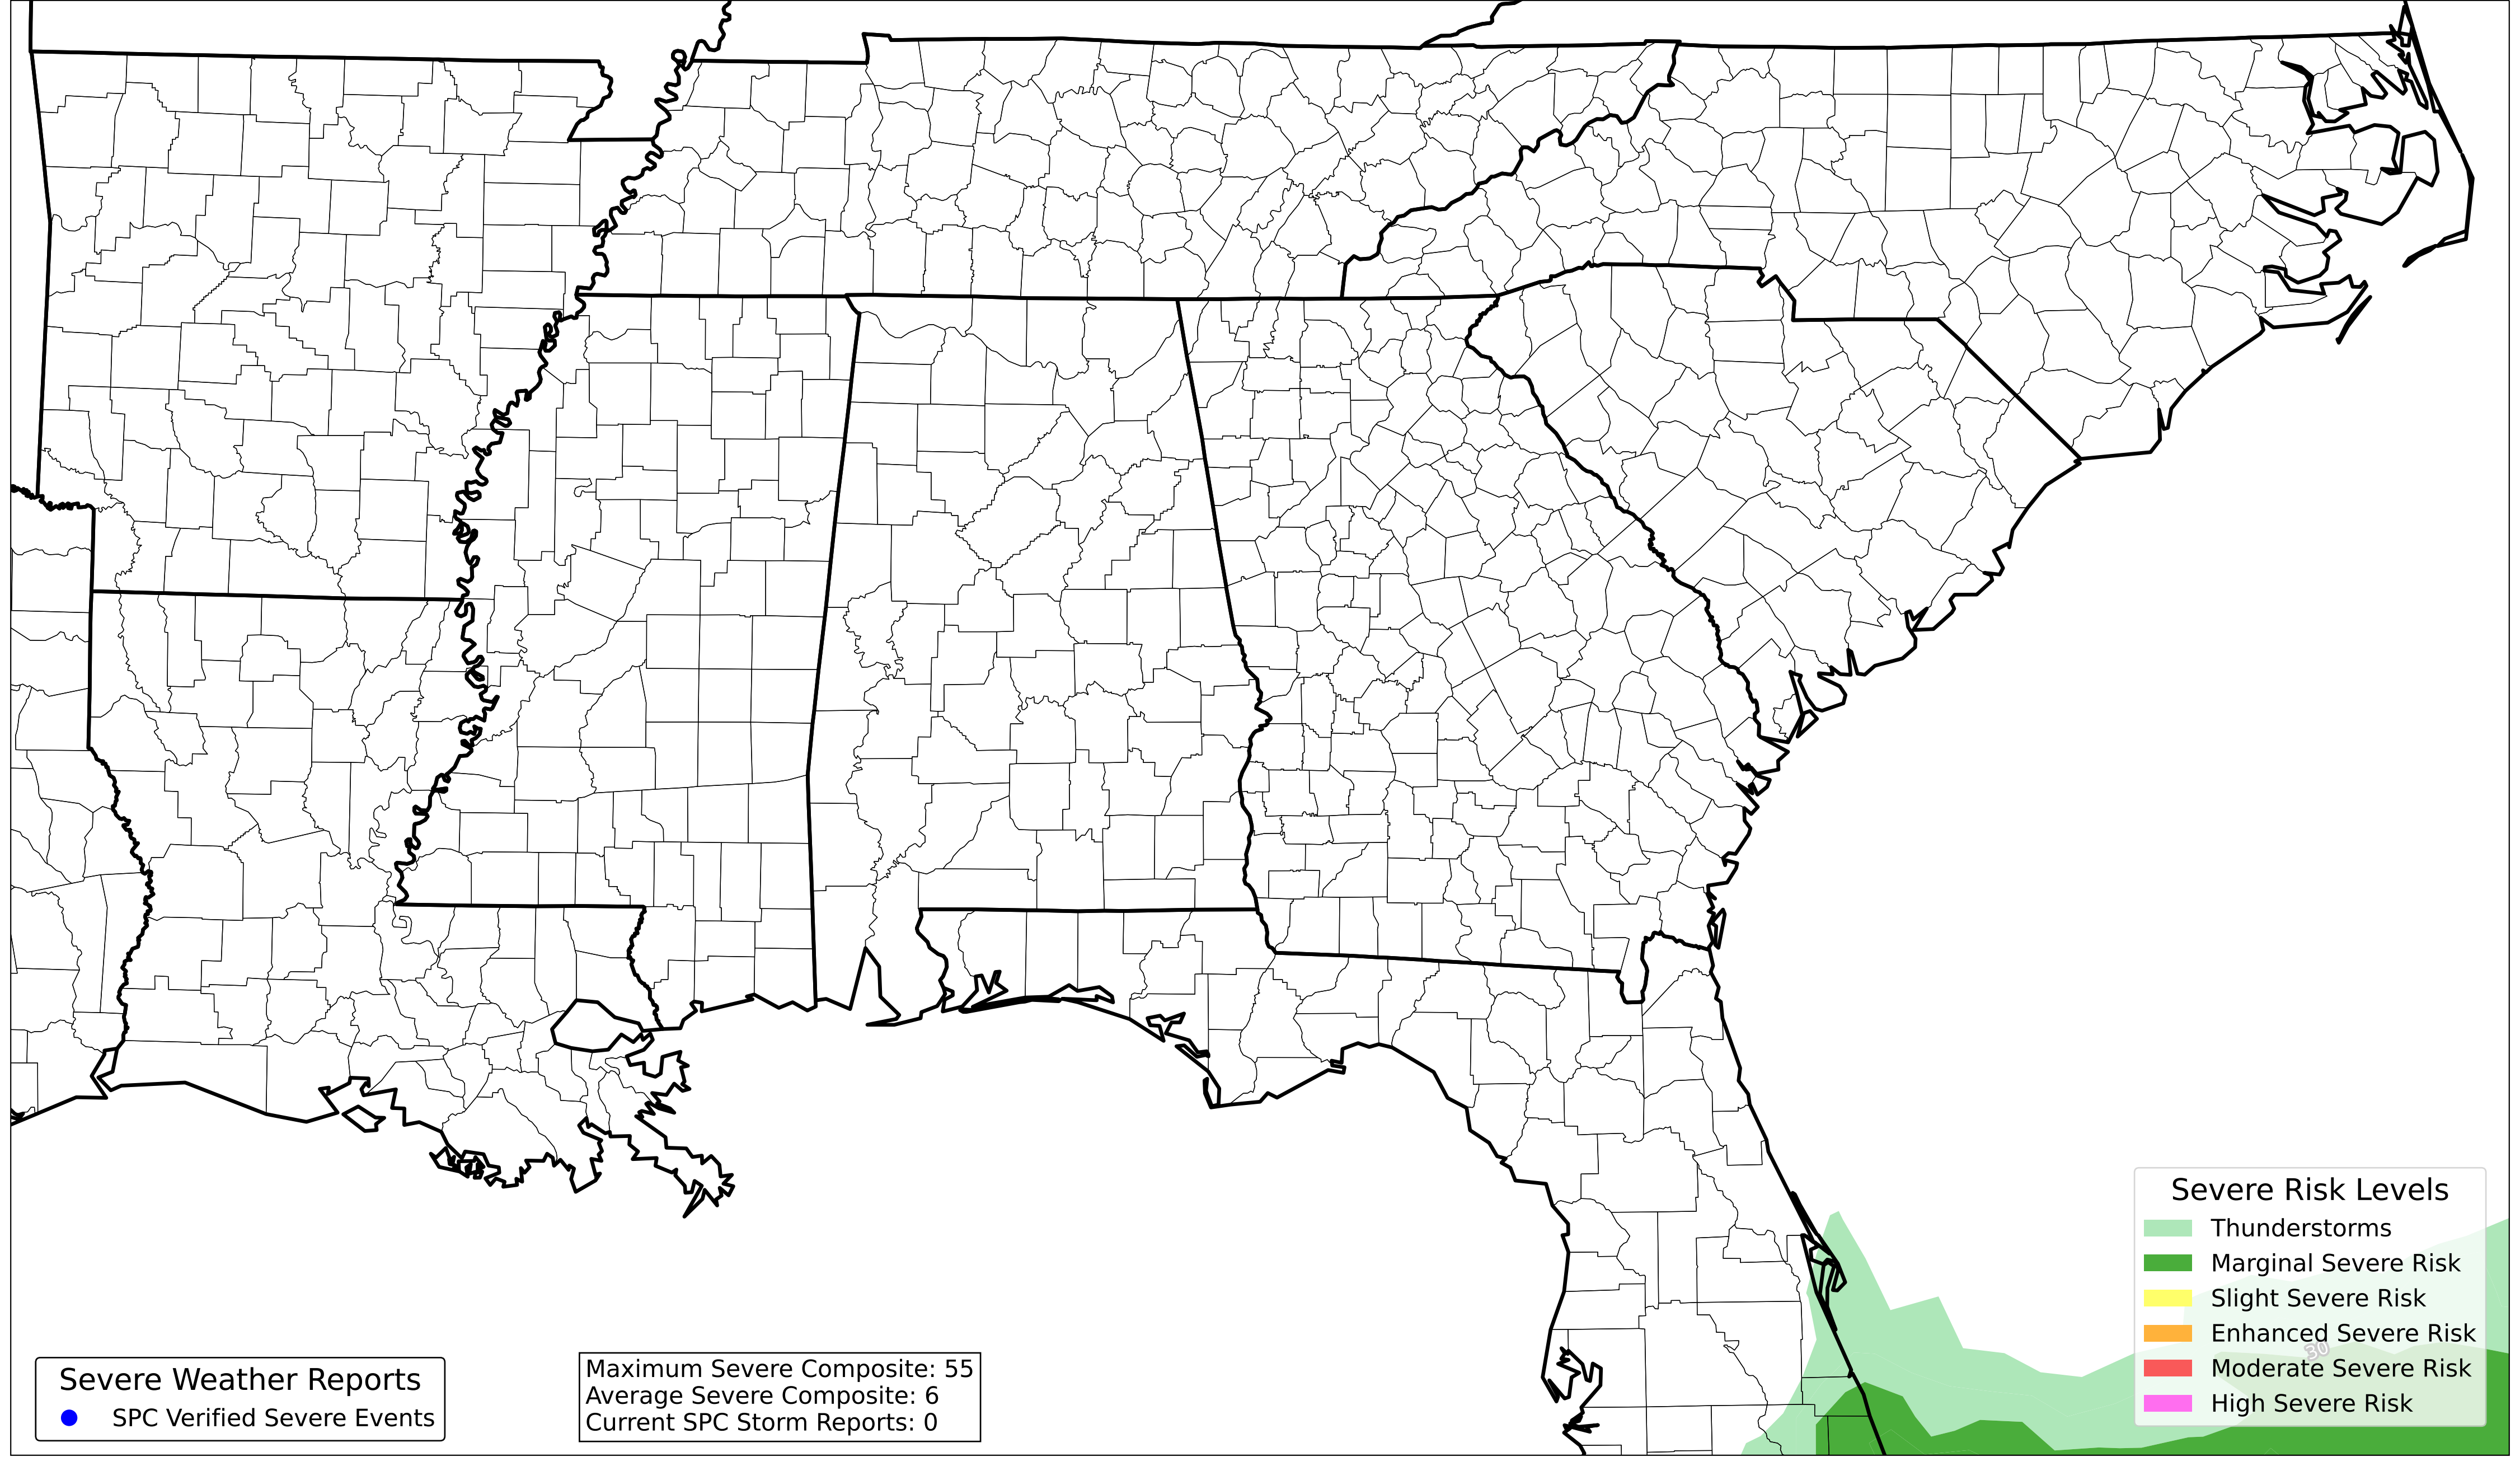 Severe Risk Levels
Thunderstorms
Marginal Severe Risk
Slight Severe Risk
Enhanced Severe Risk
30
Moderate Severe Risk
High Severe Risk
Severe Weather Reports
SPC Verified Severe Events
Maximum Severe Composite: 55
Average Severe Composite: 6
Current SPC Storm Reports: 0